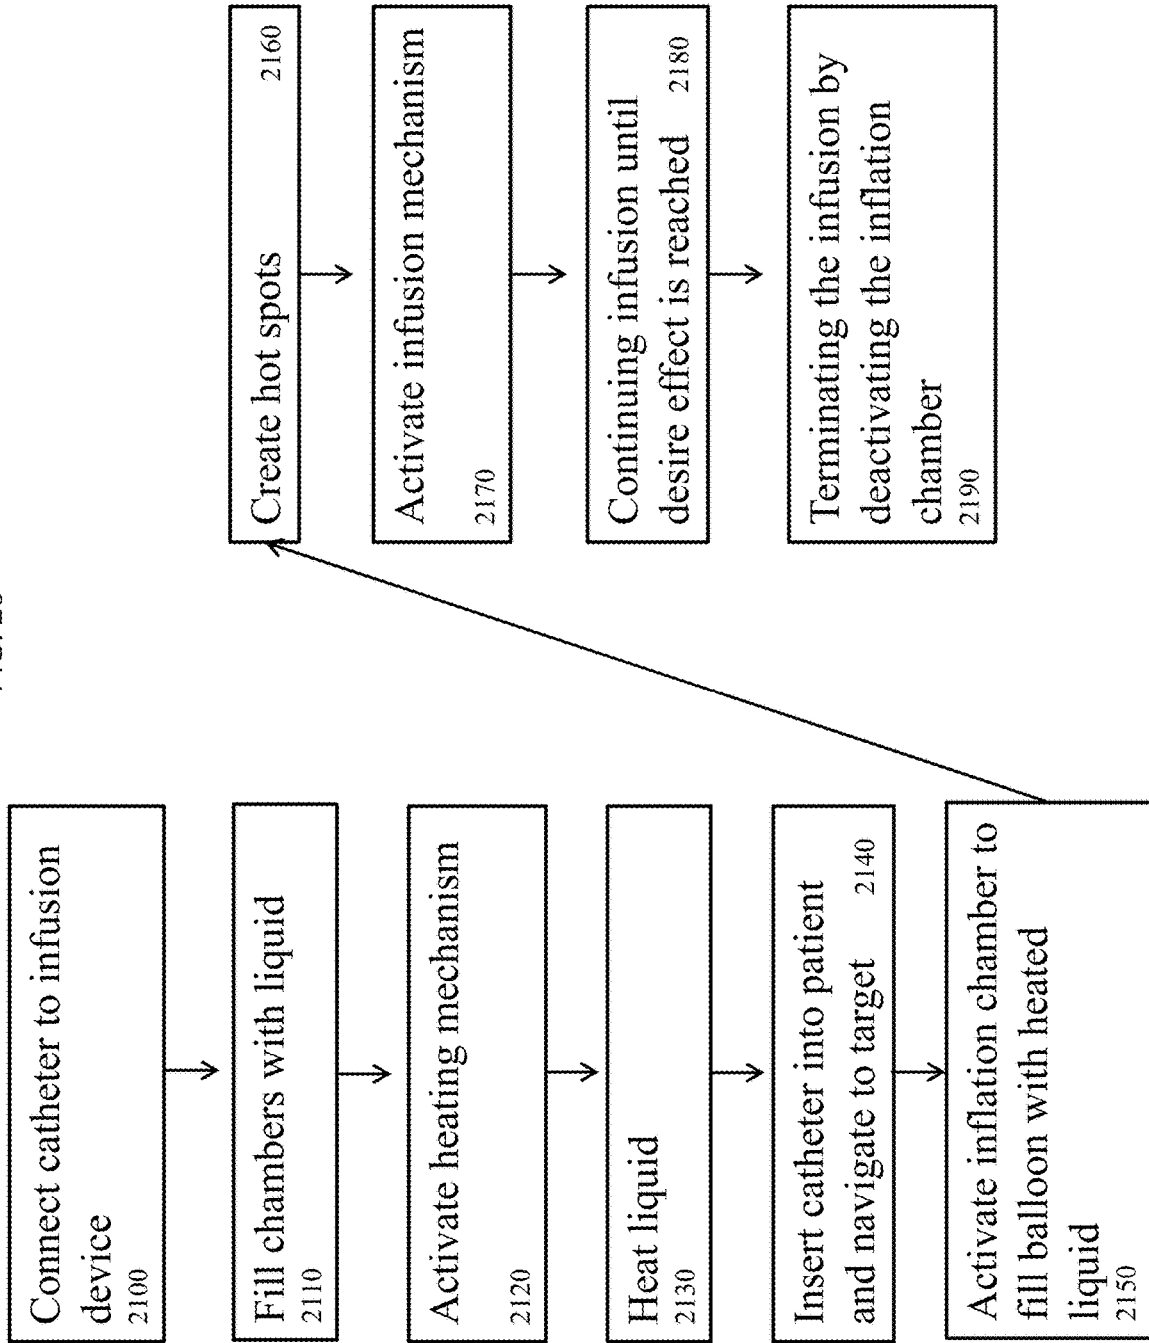 Connect catheter to infusion
device
2100
Fill chambers with liquid
2110
Activate heating mechanism
2120
Heat liquid
2130
Insert catheter into patient
and navigate to target 2140
Activate inflation chamber to
fill balloon with heated
liquid
2150
Create hot spots 2160
Activate infusion mechanism
2170
Continuing infusion until
desire effect is reached 2180
Terminating the infusion by
deactivating the inflation
chamber
2190